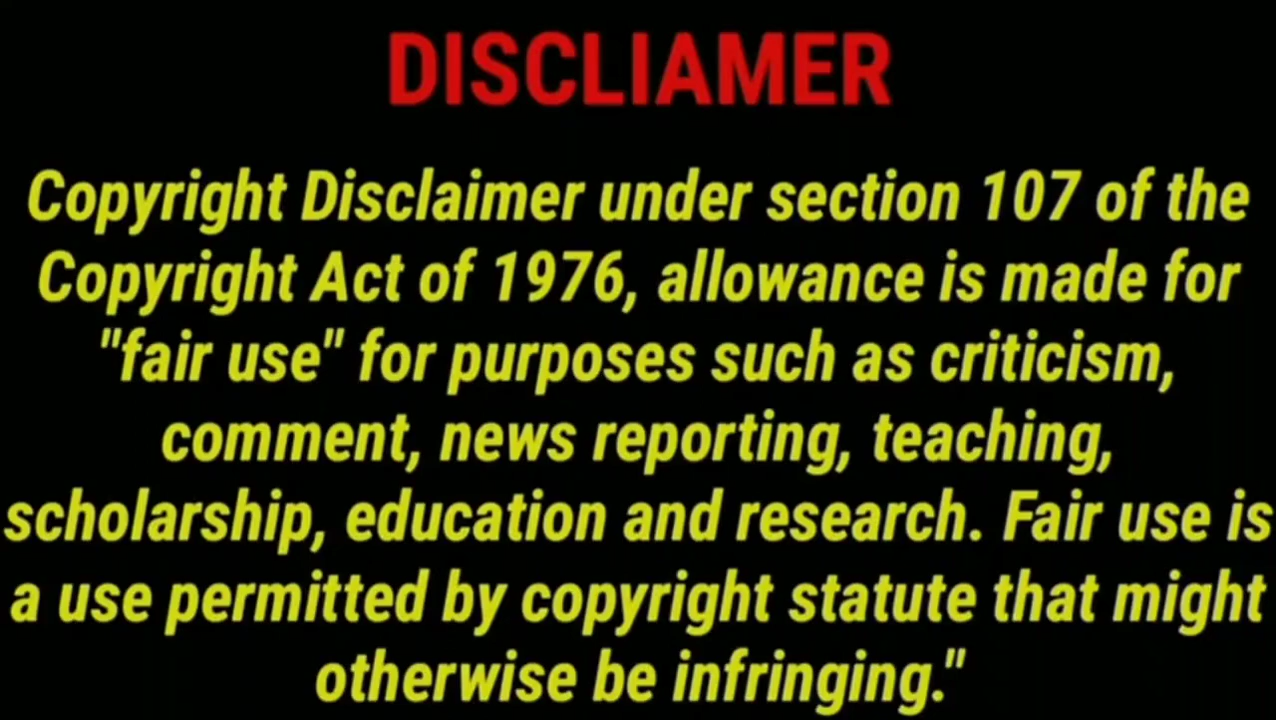 DISCLIAMER
Copyright Disclaimer under section 107 of the
Copyright Act of 1976, allowance is made for
"fair use" for purposes such as criticism,
comment, news reporting, teaching,
scholarship, education and research. Fair use is
a use permitted by copyright statute that might
otherwise be infringing."